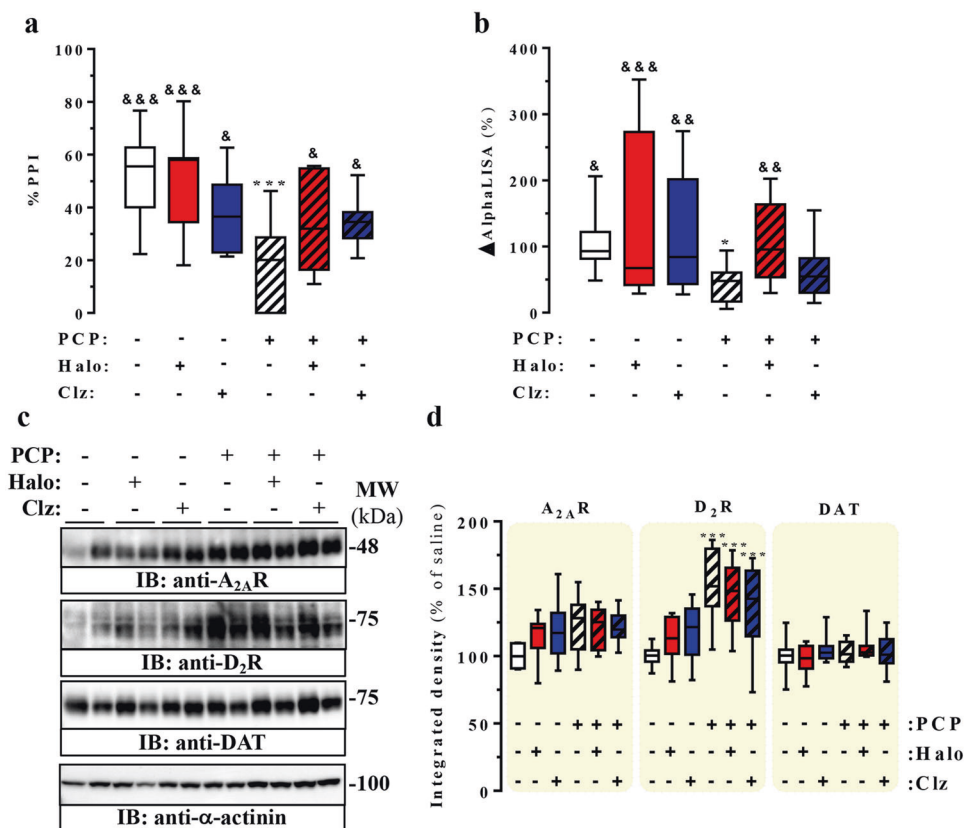 a
100
80
60
40
20
0
%PPI
&&&
&&&
&
***
&
&
PCP: - - - + + +
Halo: - + - - + -
Clz: - - + - - +
b
400
300
200
100
0
▲AlphaLISA (%)
&
&&&
&&
*
&&
PCP: - - - + + +
Halo: - + - - + -
Clz: - - + - - +
c
PCP: - - - + + +
Halo: - + - - + -
Clz: - - + - - +
MW
(kDa)
-48
IB: anti-A2AR
-75
IB: anti-D2R
-75
IB: anti-DAT
-100
IB: anti-α-actinin
d
A2AR D2R DAT
200
150
100
50
0
Integrated density (% of saline)
*** *** ***
- - - + + + - - - + + + - - - + + + :PCP
- + - - + - - + - - + - - + - - + - :Halo
- - + - - + - - + - - + - - + - - + :Clz